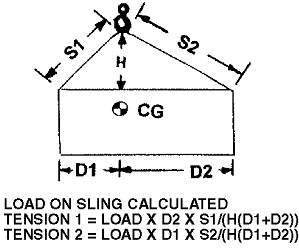 S1
S2
H
CG
D1
D2
LOAD ON SLING CALCULATED
TENSION 1 = LOAD X D2 X S1/(H(D1+D2))
TENSION 2 = LOAD X D1 X S2/(H(D1+D2))